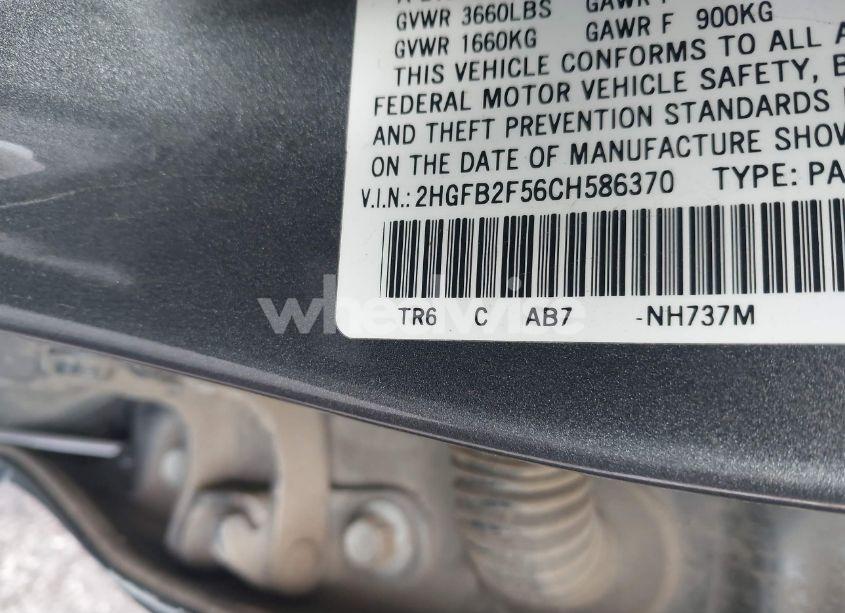 GVWR 3660LBS
GVWR 1660KG GAWR F 900KG
THIS VEHICLE CONFORMS TO ALL
FEDERAL MOTOR VEHICLE SAFETY,
AND THEFT PREVENTION STANDARDS
ON THE DATE OF MANUFACTURE SHOW
V.I.N.: 2HGFB2F56CH586370 TYPE: PA
TR6 C AB7 -NH737M
wheelwise